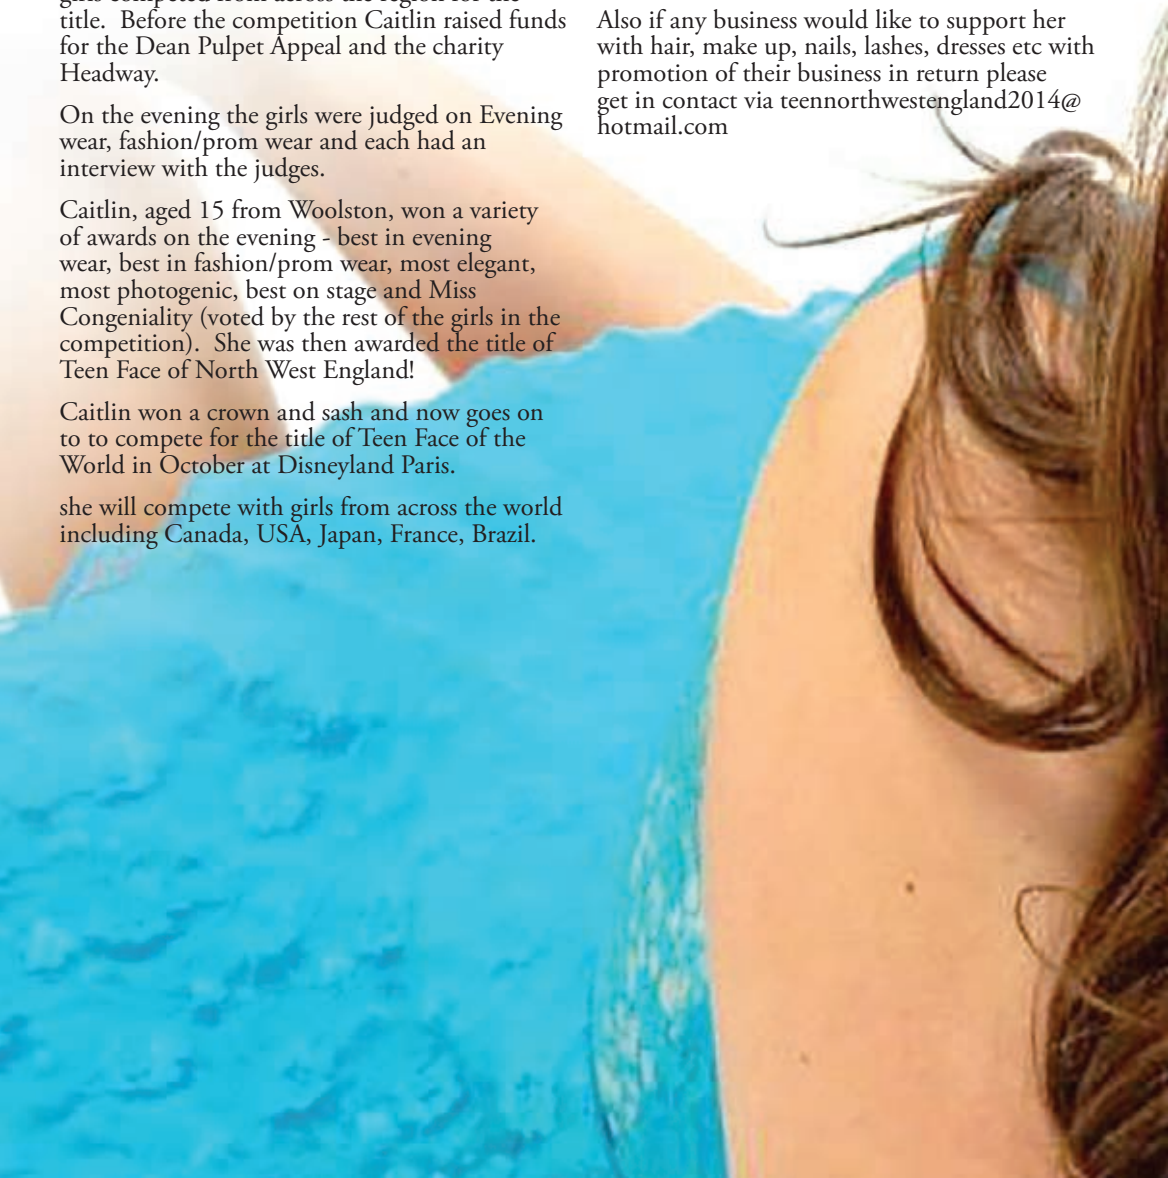 girls competed from across the region for the
title.  Before the competition Caitlin raised funds
for the Dean Pulpet Appeal and the charity
Headway.
On the evening the girls were judged on Evening
wear, fashion/prom wear and each had an
interview with the judges.
Caitlin, aged 15 from Woolston, won a variety
of awards on the evening - best in evening
wear, best in fashion/prom wear, most elegant,
most photogenic, best on stage and Miss
Congeniality (voted by the rest of the girls in the
competition).  She was then awarded the title of
Teen Face of North West England!
Caitlin won a crown and sash and now goes on
to to compete for the title of Teen Face of the
World in October at Disneyland Paris.
she will compete with girls from across the world
including Canada, USA, Japan, France, Brazil.
Also if any business would like to support her
with hair, make up, nails, lashes, dresses etc with
promotion of their business in return please
get in contact via teennorthwestengland2014@
hotmail.com